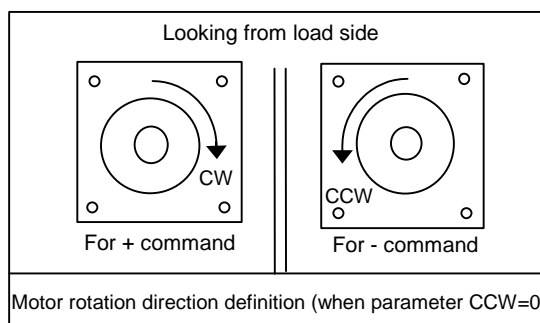 Looking from load side
CW
For + command
CCW
For - command
Motor rotation direction definition (when parameter CCW=0